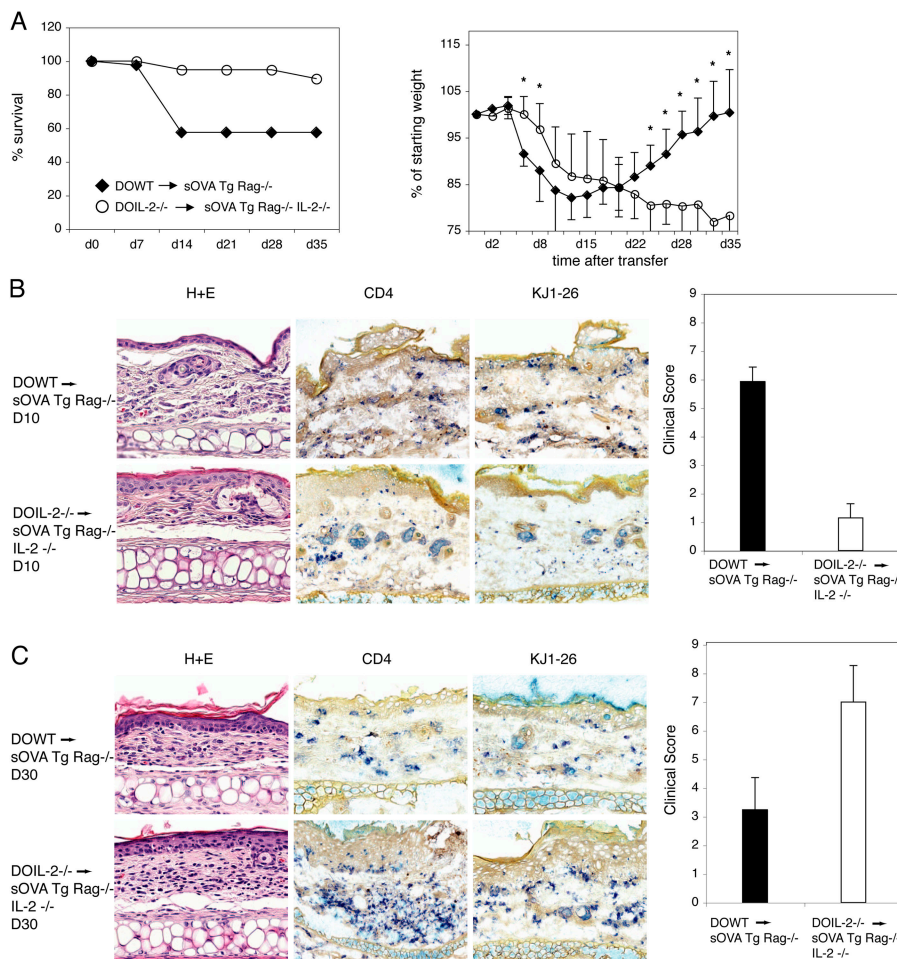 A
% survival
120
100
80
60
40
20
0
d0 d7 d14 d21 d28 d35
DOWT → sOVA Tg Rag-/-
DOIL-2-/- → sOVA Tg Rag-/- IL-2-/-
% of starting weight
115
105
95
85
75
* * * * * * * *
d2 d8 d15 d22 d28 d35
time after transfer
B
H+E CD4 KJ1-26
DOWT →
sOVA Tg Rag-/-
D10
DOIL-2-/- →
sOVA Tg Rag-/-
IL-2 -/-
D10
Clinical Score
9
8
7
6
5
4
3
2
1
0
DOWT →
sOVA Tg Rag-/-
DOIL-2-/- →
sOVA Tg Rag-/-
IL-2 -/-
C
H+E CD4 KJ1-26
DOWT →
sOVA Tg Rag-/-
D30
DOIL-2-/- →
sOVA Tg Rag-/-
IL-2 -/-
D30
Clinical Score
9
8
7
6
5
4
3
2
1
0
DOWT →
sOVA Tg Rag-/-
DOIL-2-/- →
sOVA Tg Rag-/-
IL-2 -/-